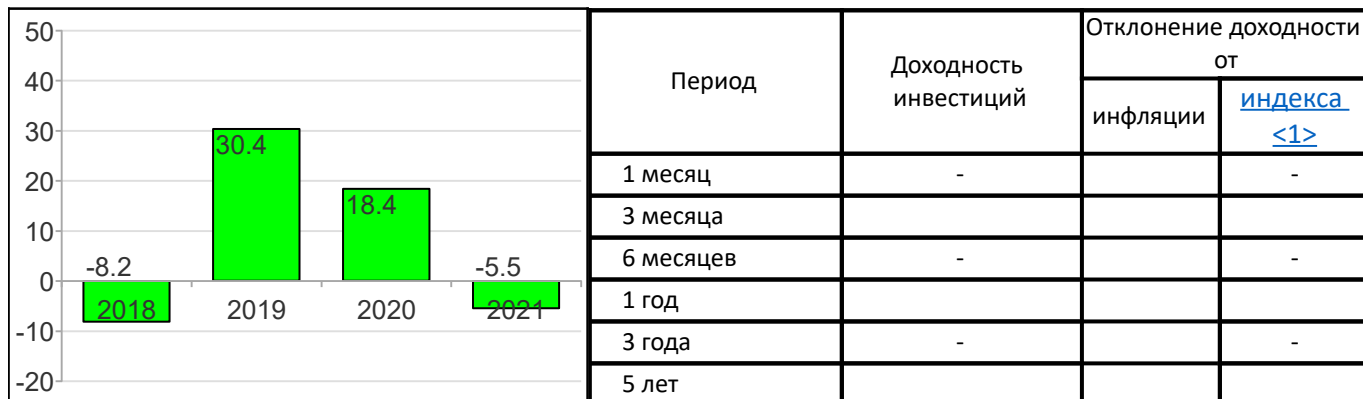 50
40
30
20
10
0
-10
-20
-8.2
30.4
18.4
-5.5
2018 2019 2020 2021
Период
Доходность
инвестиций
Отклонение доходности
от
инфляции
индекса
<1>
1 месяц - -
3 месяца
6 месяцев - -
1 год
3 года - -
5 лет